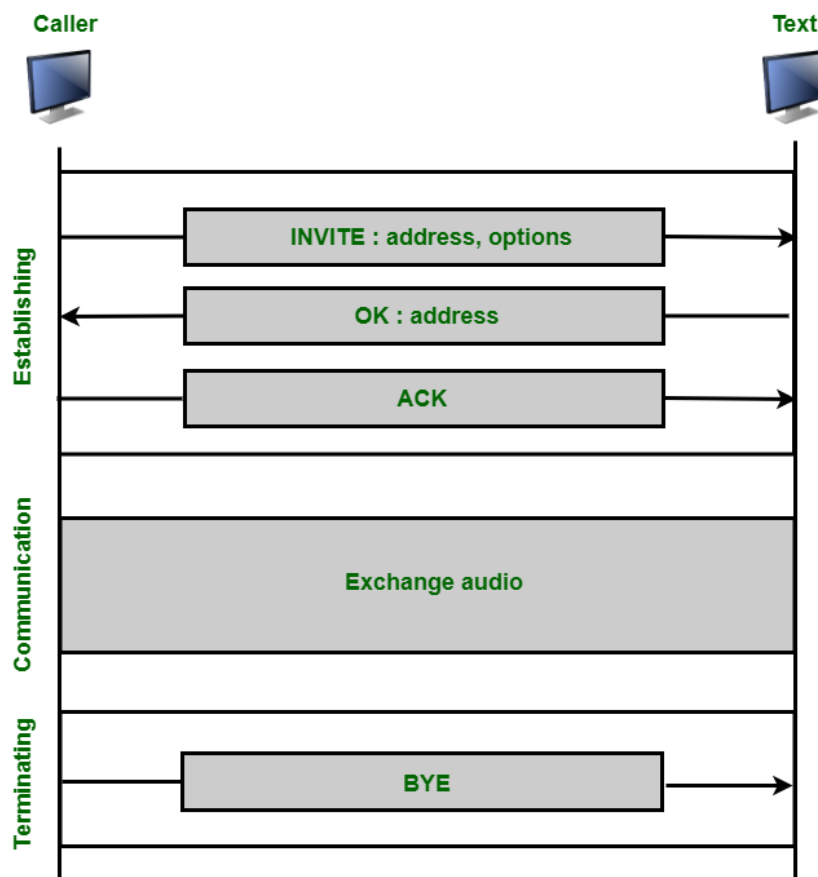 Caller
Text
Establishing
INVITE : address, options
OK : address
ACK
Communication
Exchange audio
Terminating
BYE